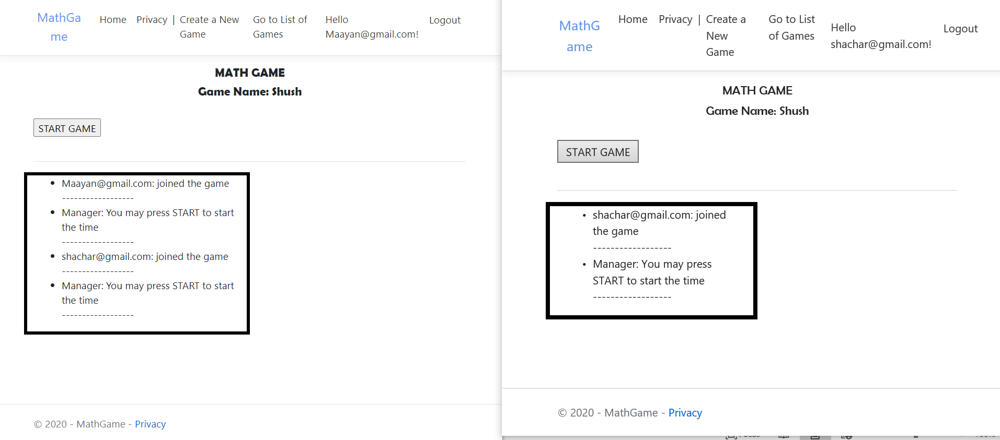 MathGa
me
Home
Privacy
|
Create a New
Game
Go to List of
Games
Hello
Maayan@gmail.com!
Logout
MATH GAME
Game Name: Shush
START GAME
Maayan@gmail.com: joined the game
------------------
Manager: You may press START to start
the time
------------------
shachar@gmail.com: joined the game
------------------
Manager: You may press START to start
the time
------------------
© 2020 - MathGame - Privacy
MathG
ame
Home
Privacy
|
Create a
New
Game
Go to List
of Games
Hello
shachar@gmail.com!
Logout
MATH GAME
Game Name: Shush
START GAME
shachar@gmail.com: joined
the game
------------------
Manager: You may press
START to start the time
------------------
© 2020 - MathGame - Privacy